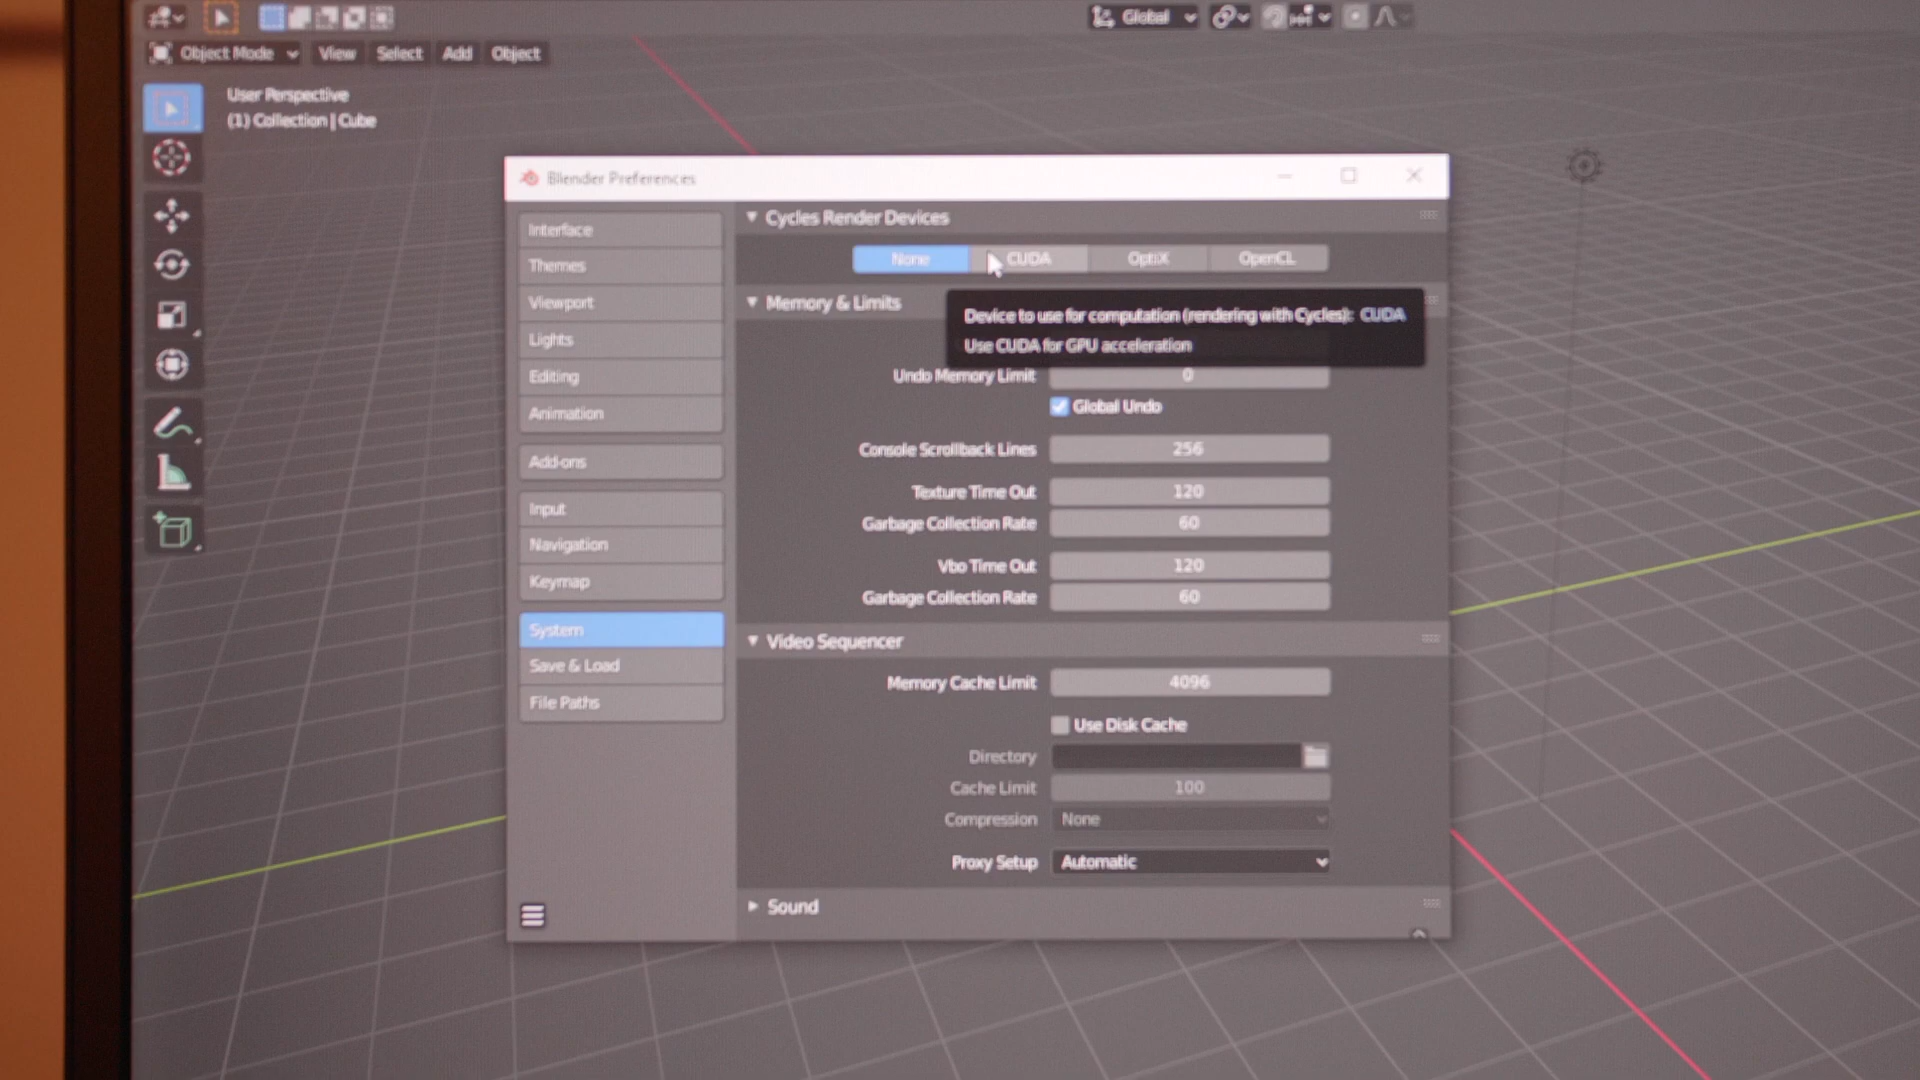 Global
Object Mode View Select Add Object
User Perspective
(1) Collection | Cube
Blender Preferences
Interface
Themes
Viewport
Lights
Editing
Animation
Add-ons
Input
Navigation
Keymap
System
Save & Load
File Paths
Cycles Render Devices
None CUDA OptiX OpenCL
Memory & Limits
Device to use for computation (rendering with Cycles): CUDA
Use CUDA for GPU acceleration
Undo Memory Limit 0
Global Undo
Console Scrollback Lines 256
Texture Time Out 120
Garbage Collection Rate 60
Vbo Time Out 120
Garbage Collection Rate 60
Video Sequencer
Memory Cache Limit 4096
Use Disk Cache
Directory
Cache Limit 100
Compression None
Proxy Setup Automatic
Sound